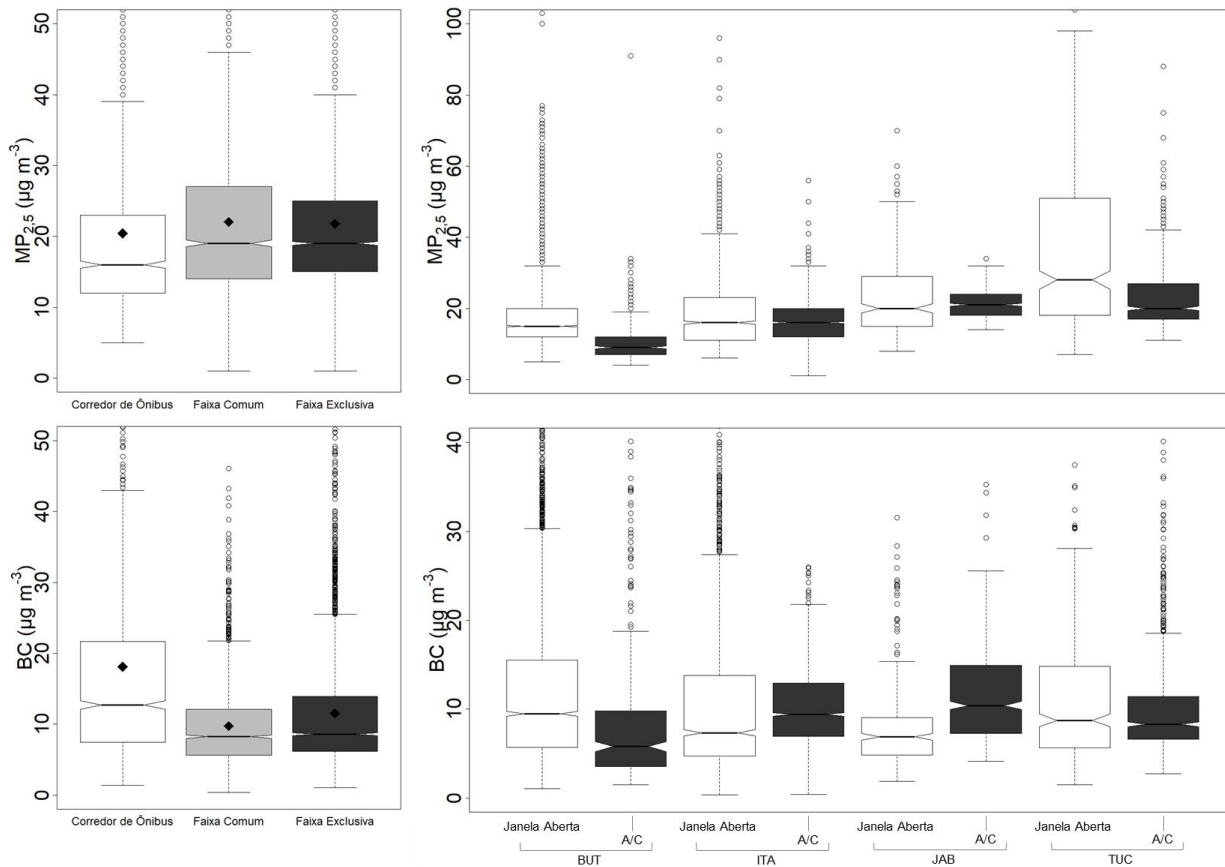 MP2,5 (µg m-3)
0 10 20 30 40 50
Corredor de Ônibus Faixa Comum Faixa Exclusiva
MP2,5 (µg m-3)
0 20 40 60 80 100
BC (µg m-3)
0 10 20 30 40 50
Corredor de Ônibus Faixa Comum Faixa Exclusiva
BC (µg m-3)
0 10 20 30 40
Janela Aberta A/C Janela Aberta A/C Janela Aberta A/C Janela Aberta A/C
BUT ITA JAB TUC